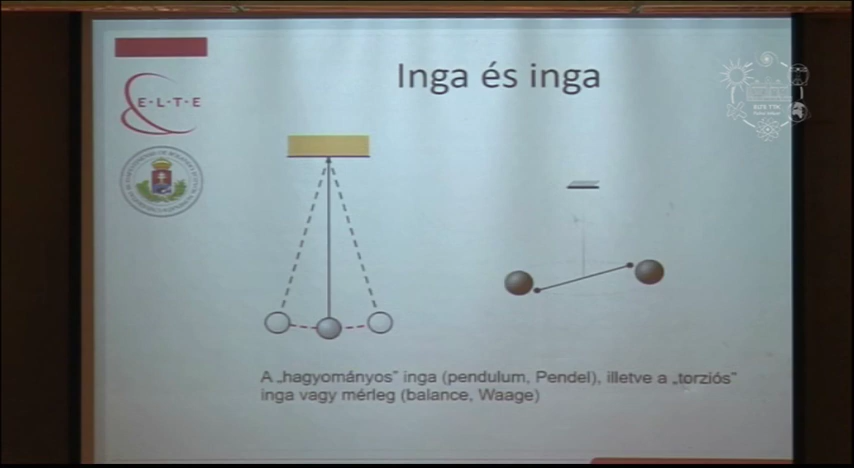 Inga és inga
E·L·T·E
A „hagyományos" inga (pendulum, Pendel), illetve a „torziós"
inga vagy mérleg (balance, Waage)